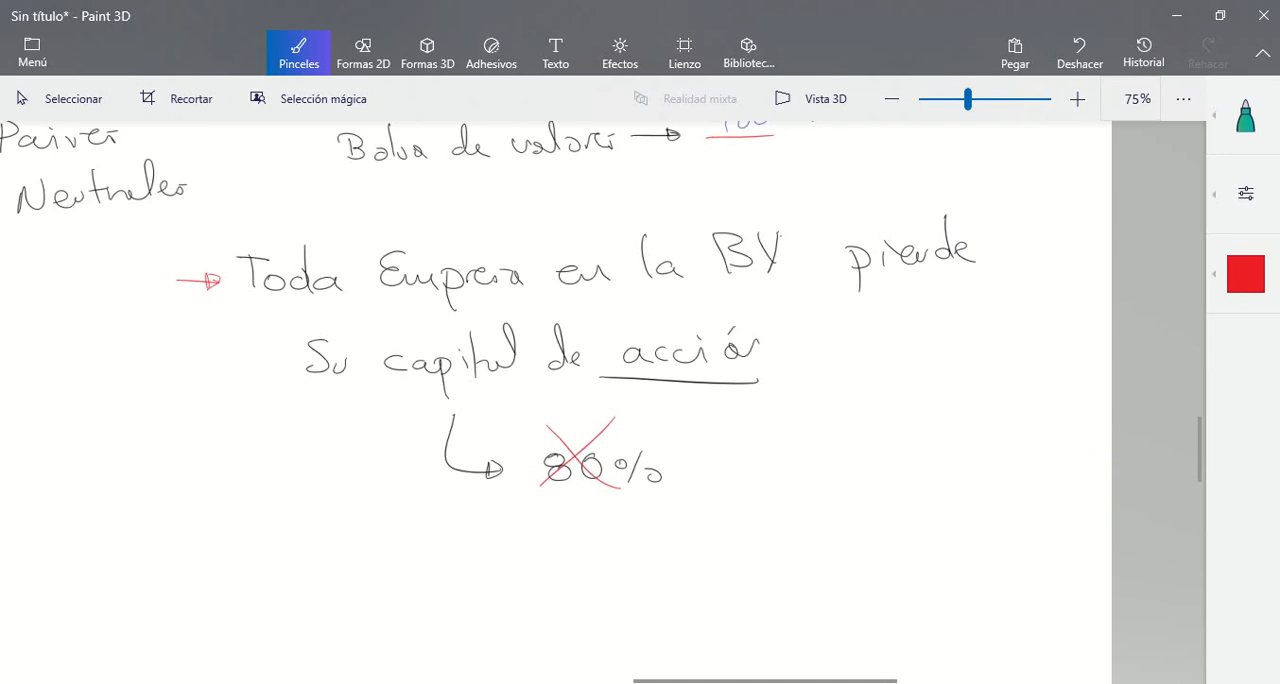 Sin título* - Paint 3D
Menú
Pinceles
Formas 2D
Formas 3D
Adhesivos
Texto
Efectos
Lienzo
Bibliotec...
Pegar
Deshacer
Historial
Rehacer
Seleccionar
Recortar
Selección mágica
Realidad mixta
Vista 3D
75%
Paises
Bolsa de valores
Neutrales
Toda Empresa en la BV pierde
Su capital de acción
80%